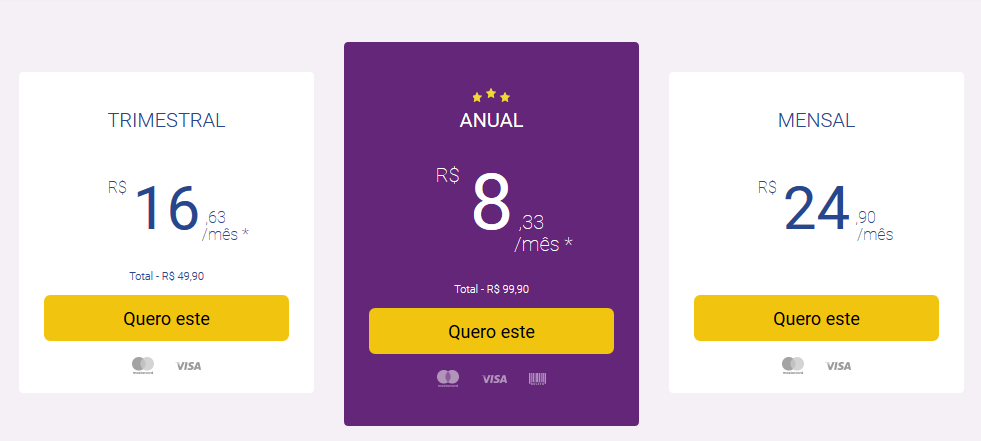 TRIMESTRAL
R$ 16 ,63
/mês *
Total - R$ 49,90
Quero este
VISA
ANUAL
R$ 8 ,33
/mês *
Total - R$ 99,90
Quero este
VISA
MENSAL
R$ 24 ,90
/mês
Quero este
VISA